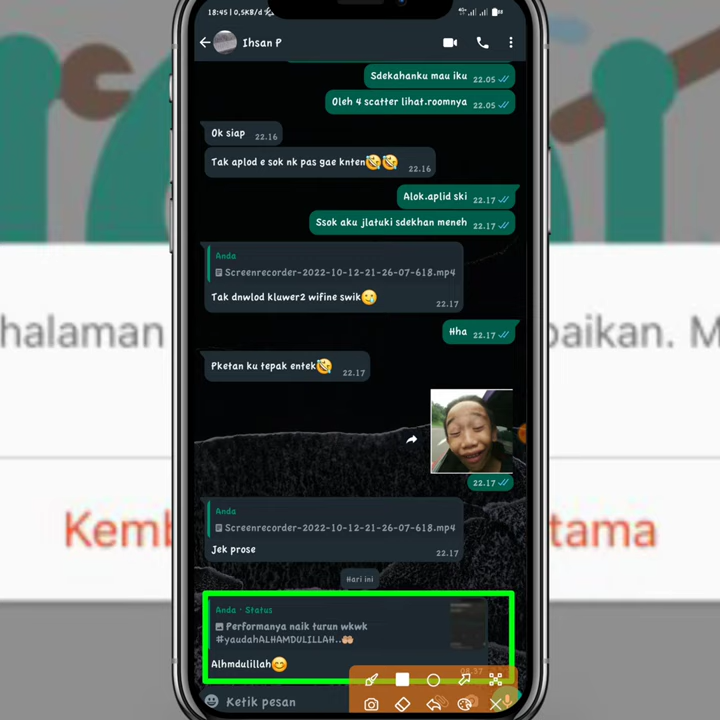 18:45 | 0,5KB/d
Ihsan P
Sdekahanku mau iku 22.05
Oleh 4 scatter lihat.roomnya 22.05
Ok siap 22.16
Tak aplod e sok nk pas gae knten🤣🤣 22.16
Alok.aplid ski 22.17
Ssok aku jlatuki sdekhan meneh 22.17
Anda
Screenrecorder-2022-10-12-21-26-07-618.mp4
Tak dnwlod kluwer2 wifine swik🥲 22.17
Hha 22.17
Pketan ku tepak entek🤣 22.17
22.17
Anda
Screenrecorder-2022-10-12-21-26-07-618.mp4
Jek prose 22.17
Hari ini
Anda · Status
Performanya naik turun wkwk
#yaudahALHAMDULILLAH..🤲
Alhmdulillah😊 08.37
Ketik pesan
halaman
baikan. M
Kemb
tama